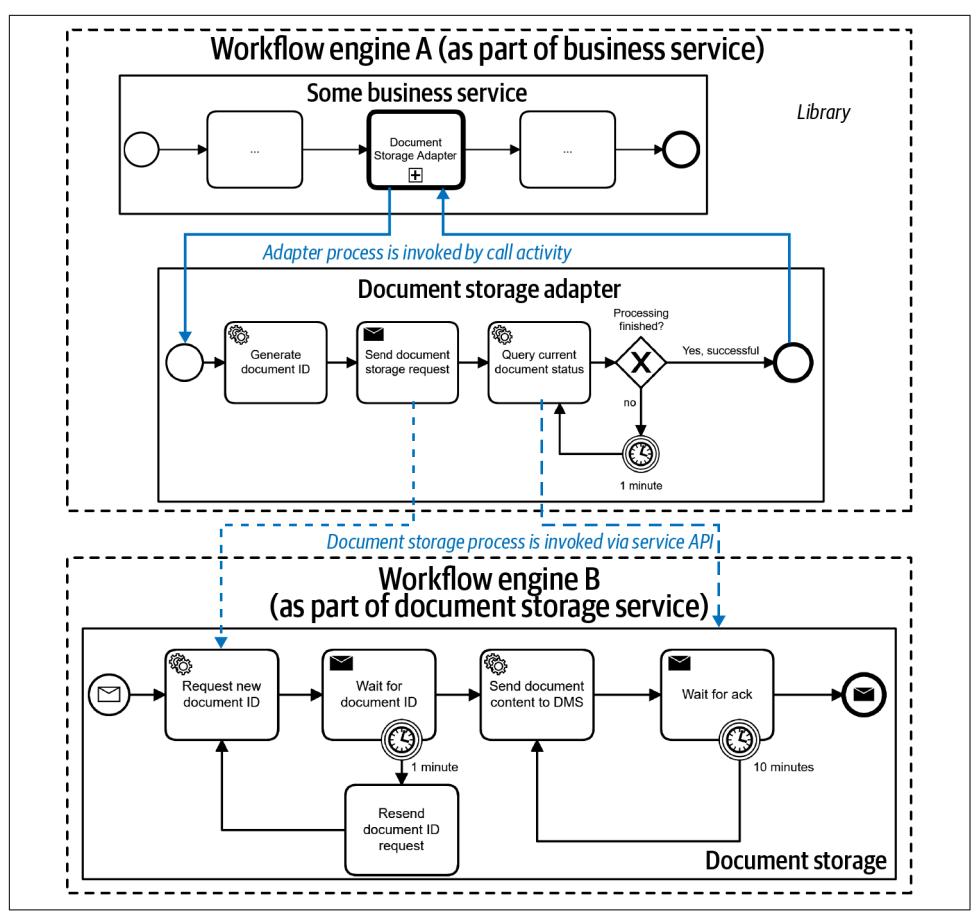 Workflow engine A (as part of business service)
Some business service
Library
...
Document
Storage Adapter
...
Adapter process is invoked by call activity
Document storage adapter
Generate
document ID
Send document
storage request
Query current
document status
Processing
finished?
Yes, successful
no
1 minute
Document storage process is invoked via service API
Workflow engine B
(as part of document storage service)
Request new
document ID
Wait for
document ID
Send document
content to DMS
Wait for ack
1 minute
10 minutes
Resend
document ID
request
Document storage